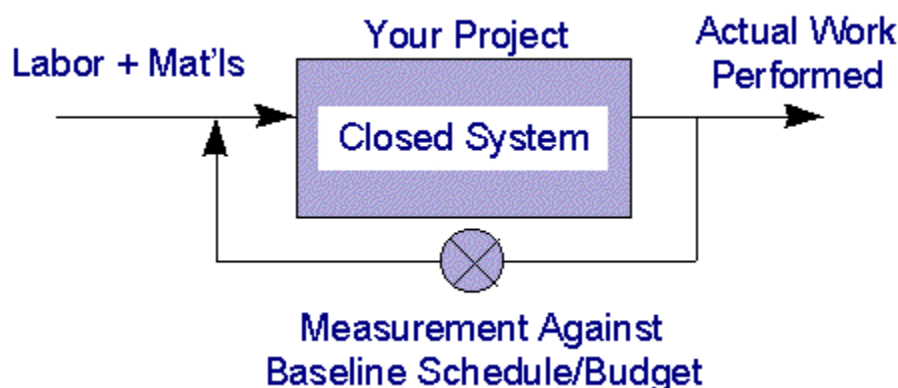 Your Project
Labor + Mat'ls
Actual Work
Performed
Closed System
Measurement Against
Baseline Schedule/Budget